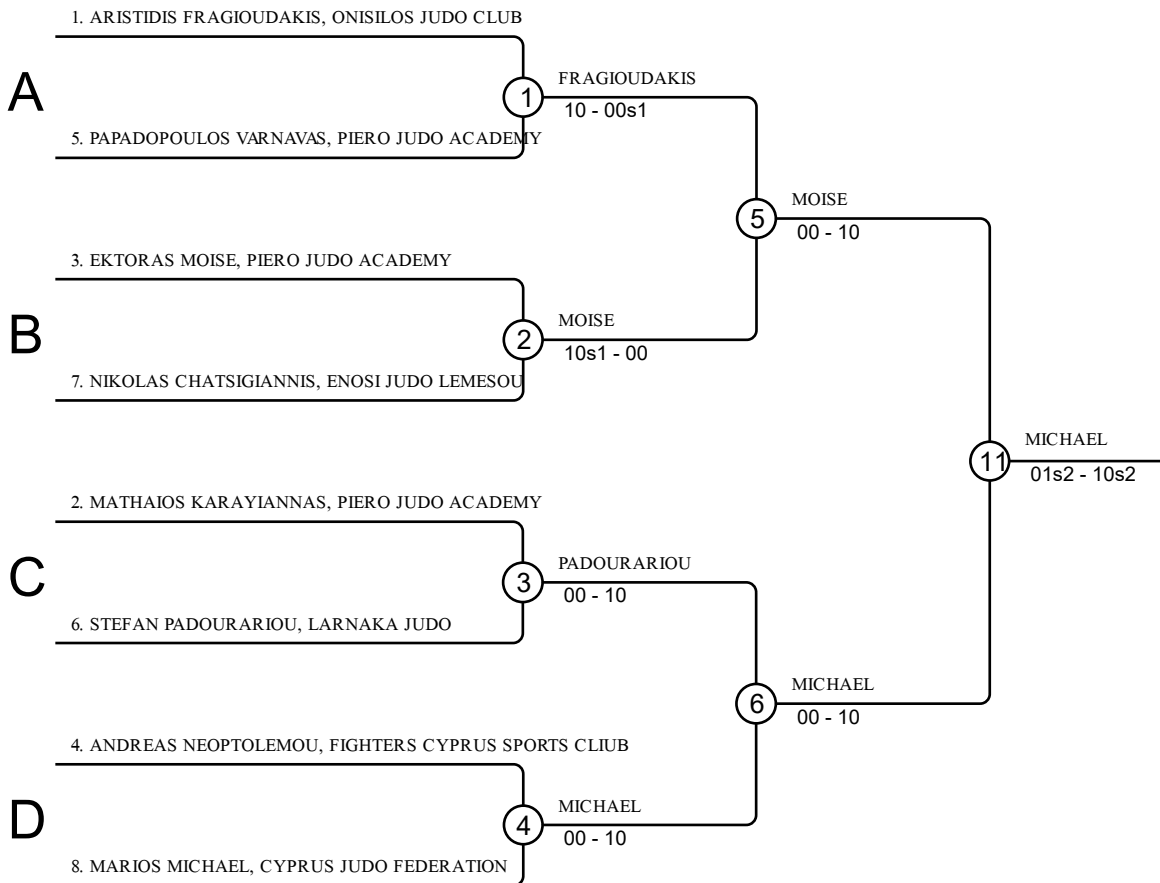 1. ARISTIDIS FRAGIOUDAKIS, ONISILOS JUDO CLUB
A
1
FRAGIOUDAKIS
10 - 00s1
5. PAPADOPOULOS VARNAVAS, PIERO JUDO ACADEMY
5
MOISE
00 - 10
3. EKTORAS MOISE, PIERO JUDO ACADEMY
B
2
MOISE
10s1 - 00
7. NIKOLAS CHATSIGIANNIS, ENOSI JUDO LEMESOU
11
MICHAEL
01s2 - 10s2
2. MATHAIOS KARAYIANNAS, PIERO JUDO ACADEMY
C
3
PADOURARIOU
00 - 10
6. STEFAN PADOURARIOU, LARNAKA JUDO
6
MICHAEL
00 - 10
4. ANDREAS NEOPTOLEMOU, FIGHTERS CYPRUS SPORTS CLIUB
D
4
MICHAEL
00 - 10
8. MARIOS MICHAEL, CYPRUS JUDO FEDERATION